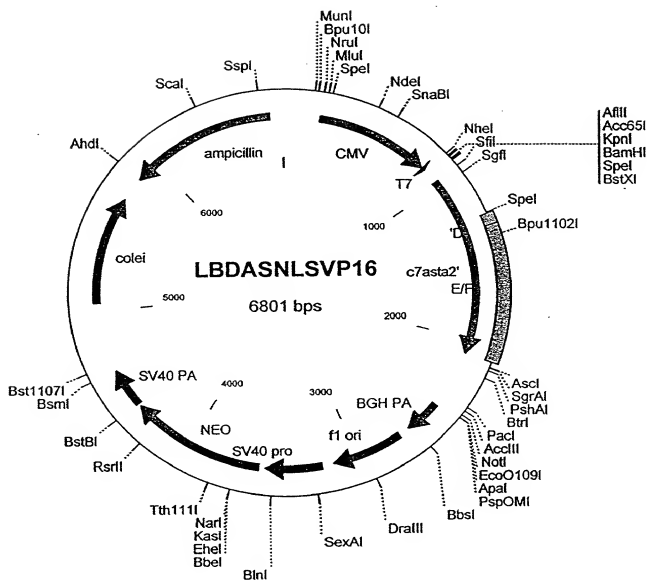 MunI
Bpu10I
NruI
MluI
SpeI
SspI
ScaI
AhdI
NdeI
SnaBI
NheI
SfiI
SgfI
AflII
Acc65I
KpnI
BamHI
SpeI
BstXI
ampicillin
I
CMV
T7
6000
1000
SpeI
Bpu1102I
'D'
colei
LBDASNLSVP16
c7asta2'
E/F
6801 bps
5000
2000
SV40 PA
4000
3000
BGH PA
NEO
SV40 pro
f1 ori
Bst1107I
BsmI
BstBI
RsrII
Tth111I
NarI
KasI
EheI
BbeI
BlnI
SexAI
DraIII
BbsI
AscI
SgrAI
PshAI
BtrI
PacI
AccIII
NotI
EcoO109I
ApaI
PspOMI